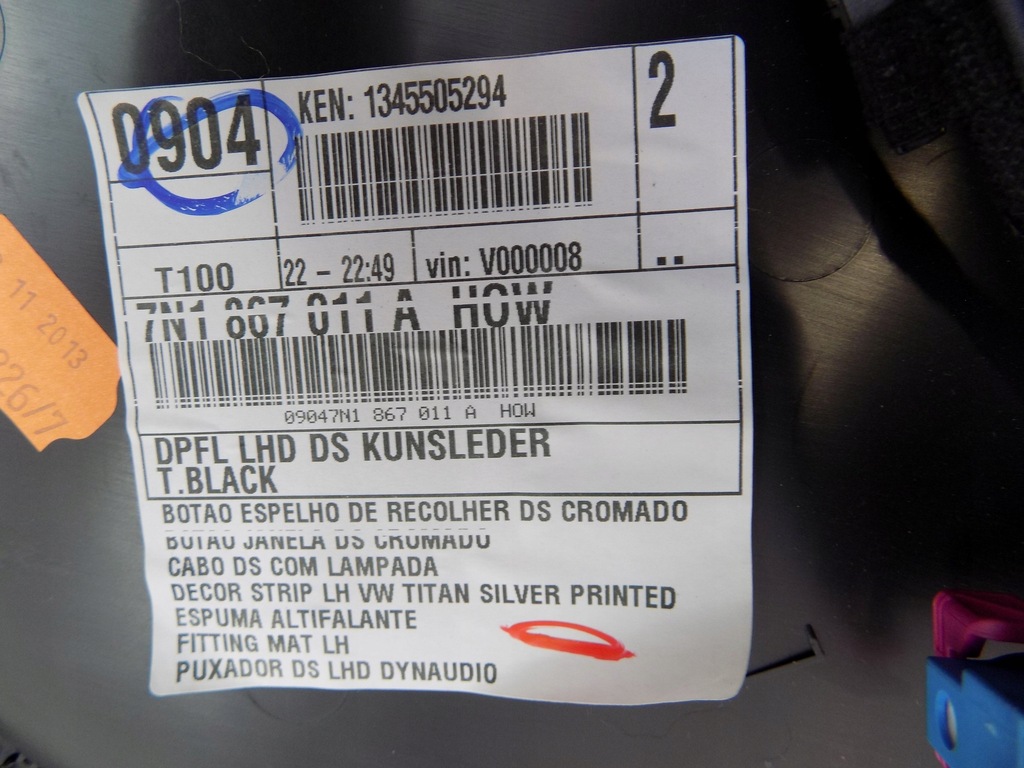 0904
KEN: 1345505294
2
T100
22 - 22:49
vin: V000008
..
7N1 867 011 A HOW
09047N1 867 011 A HOW
DPFL LHD DS KUNSLEDER
T.BLACK
BOTAO ESPELHO DE RECOLHER DS CROMADO
BOTAO JANELA DS CROMADO
CABO DS COM LAMPADA
DECOR STRIP LH VW TITAN SILVER PRINTED
ESPUMA ALTIFALANTE
FITTING MAT LH
PUXADOR DS LHD DYNAUDIO
11 2013
26/7